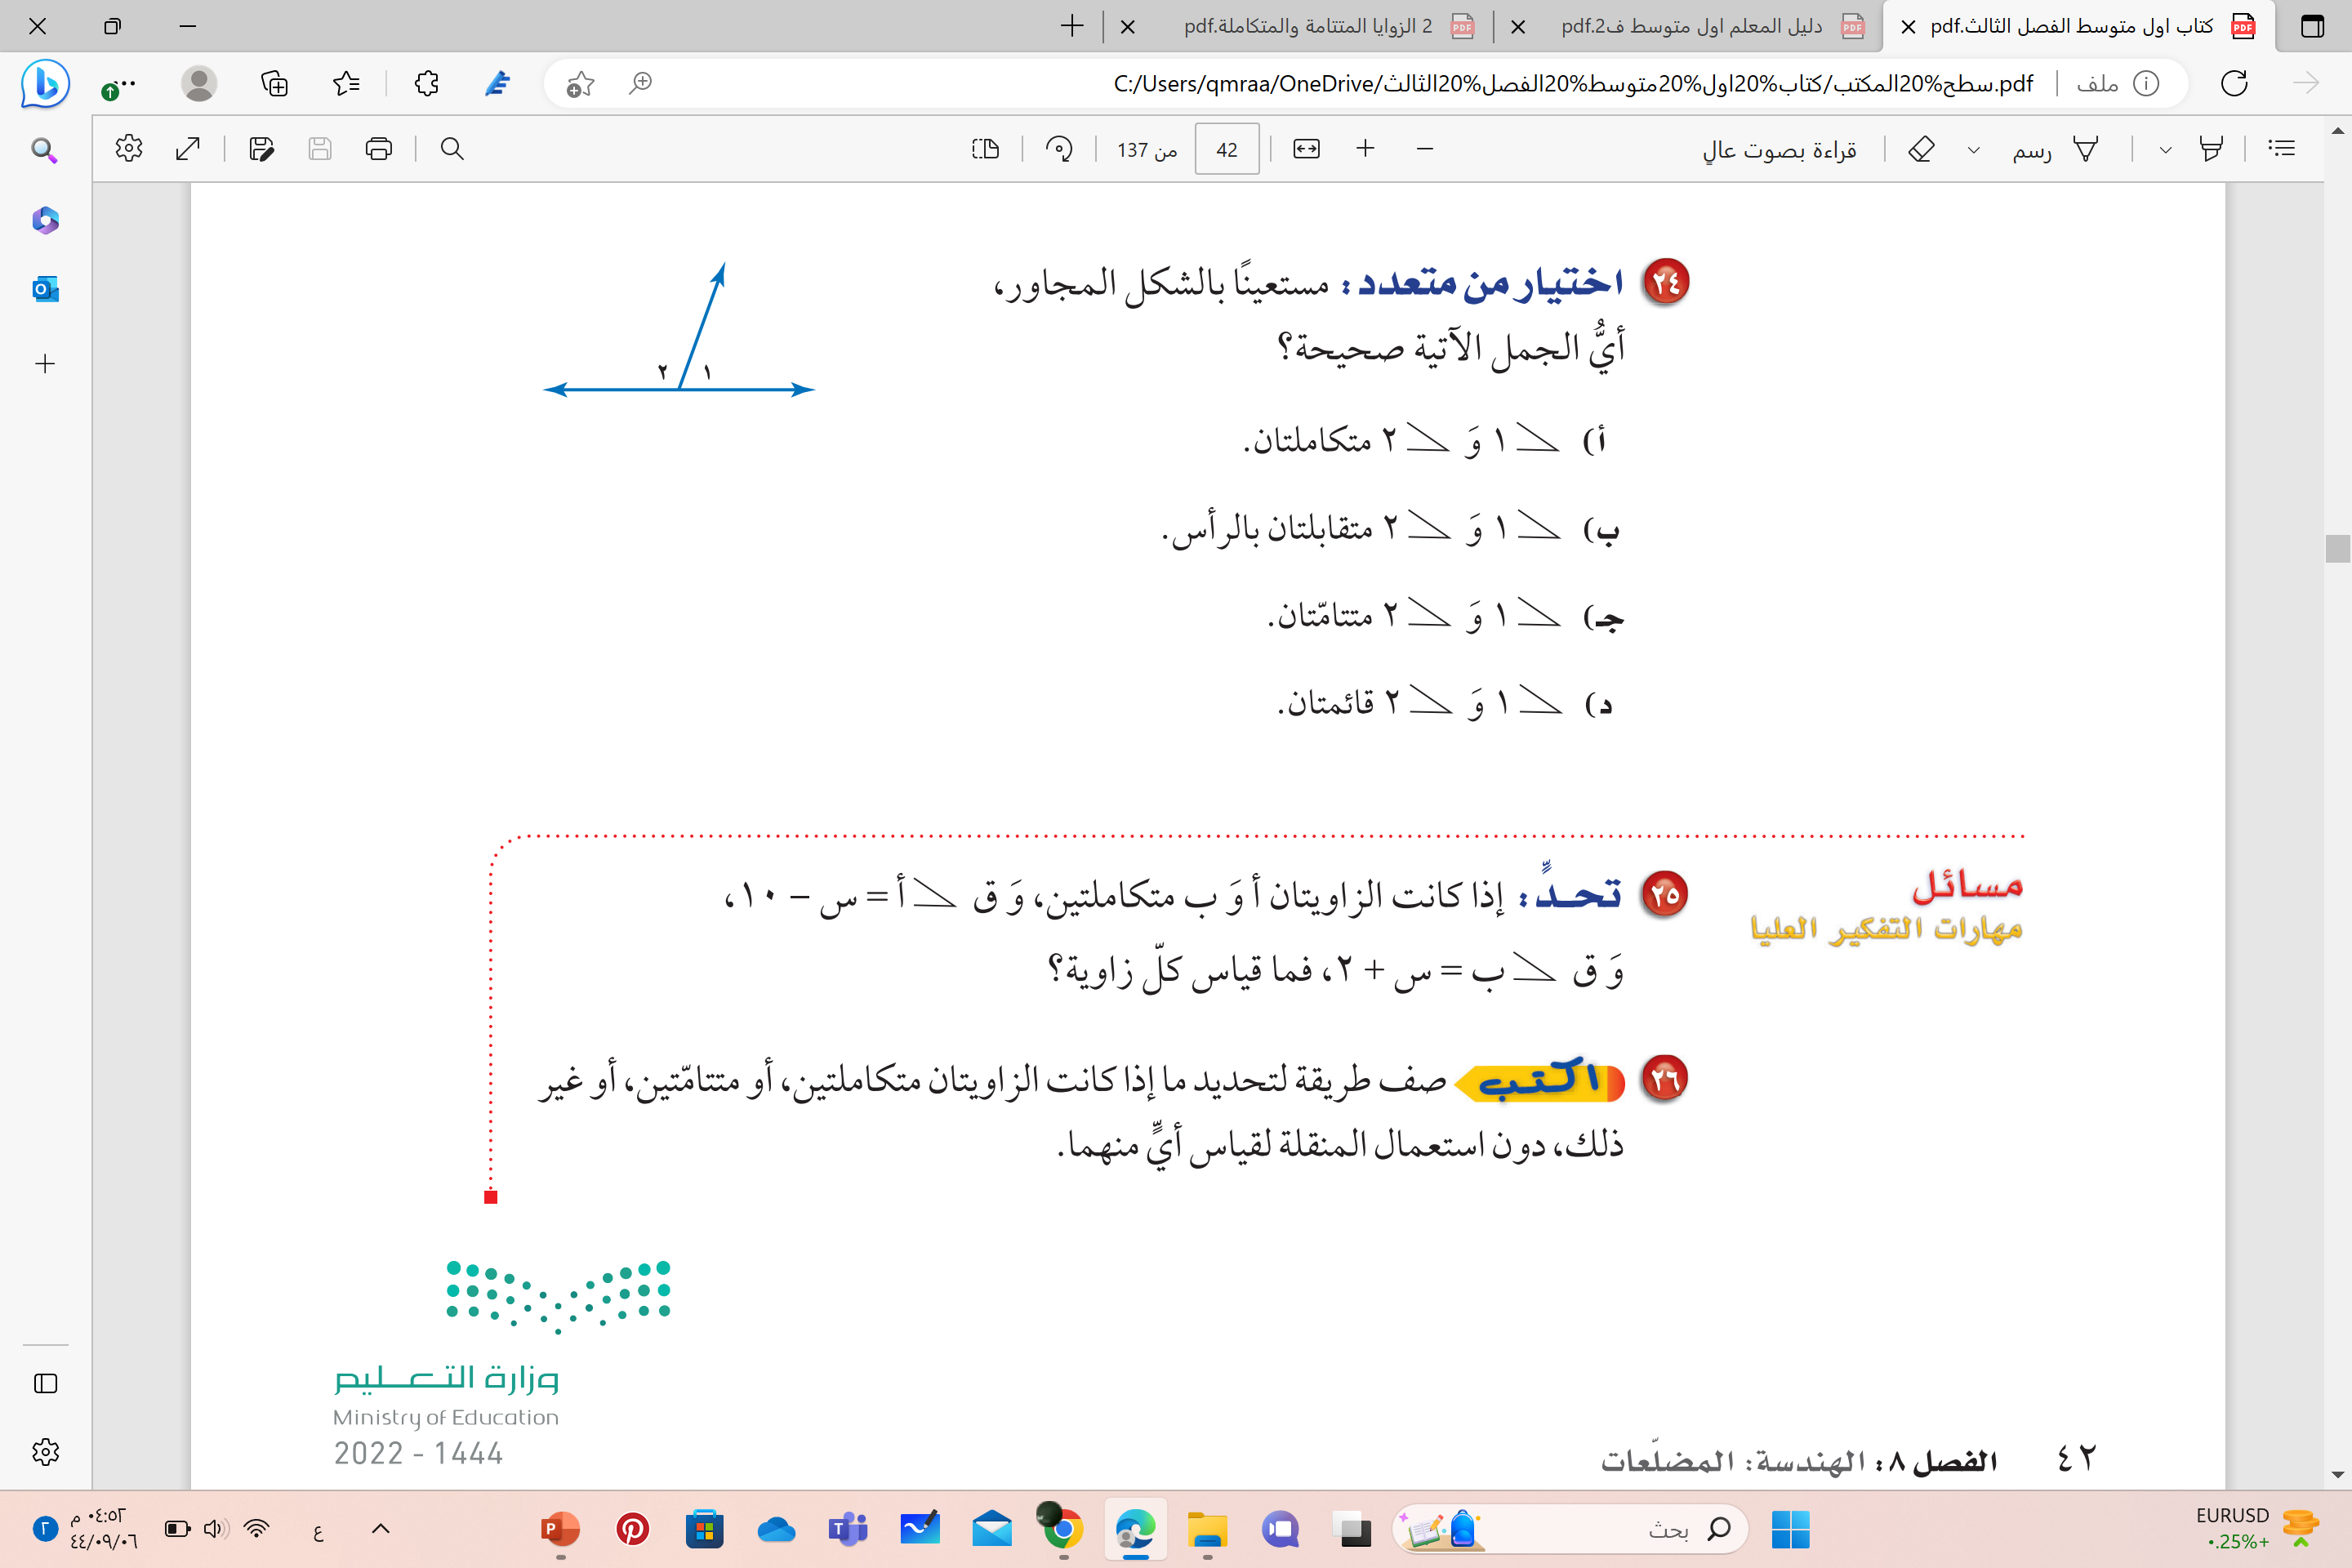 كتاب اول متوسط الفصل الثالث.pdf
دليل المعلم اول متوسط ف2.pdf
2 الزوايا المتتامة والمتكاملة.pdf
ملف
C:/Users/qmraa/OneDrive/سطح%20المكتب/كتاب%20اول%20متوسط%20الفصل%20الثالث.pdf
رسم
قراءة بصوت عالٍ
42
من 137
٢٤ اختيار من متعدد: مستعينًا بالشكل المجاور،
أيُّ الجمل الآتية صحيحة؟
٢ ١
أ) ١ وَ ٢ متكاملتان.
ب) ١ وَ ٢ متقابلتان بالرأس.
جـ) ١ وَ ٢ متتامّتان.
د) ١ وَ ٢ قائمتان.
مسائل
مهارات التفكير العليا
٢٥ تحـدٍّ: إذا كانت الزاويتان أ وَ ب متكاملتين، وَ ق أ = س – ١٠،
وَ ق ب = س + ٢، فما قياس كلّ زاوية؟
٢٦ اكتب صف طريقة لتحديد ما إذا كانت الزاويتان متكاملتين، أو متتامّتين، أو غير
ذلك، دون استعمال المنقلة لقياس أيٍّ منهما.
وزارة التعليم
Ministry of Education
2022 - 1444
٤٢ الفصل ٨: الهندسة: المضلّعات
EURUSD
+٠.25%
بحث
ع
٠٤:٥٣ م
٤٤/٠٩/٠٦
٢